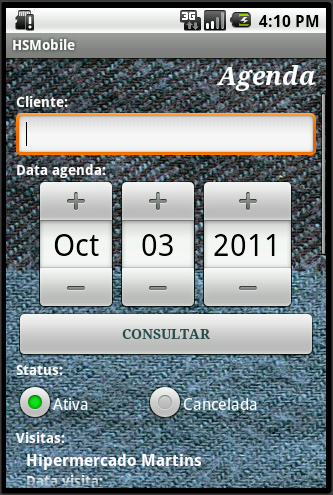 3G 4:10 PM
HSMobile
Agenda
Cliente:
Data agenda:
+ + +
Oct 03 2011
- - -
CONSULTAR
Status:
Ativa Cancelada
Visitas:
Hipermercado Martins
Data visita: